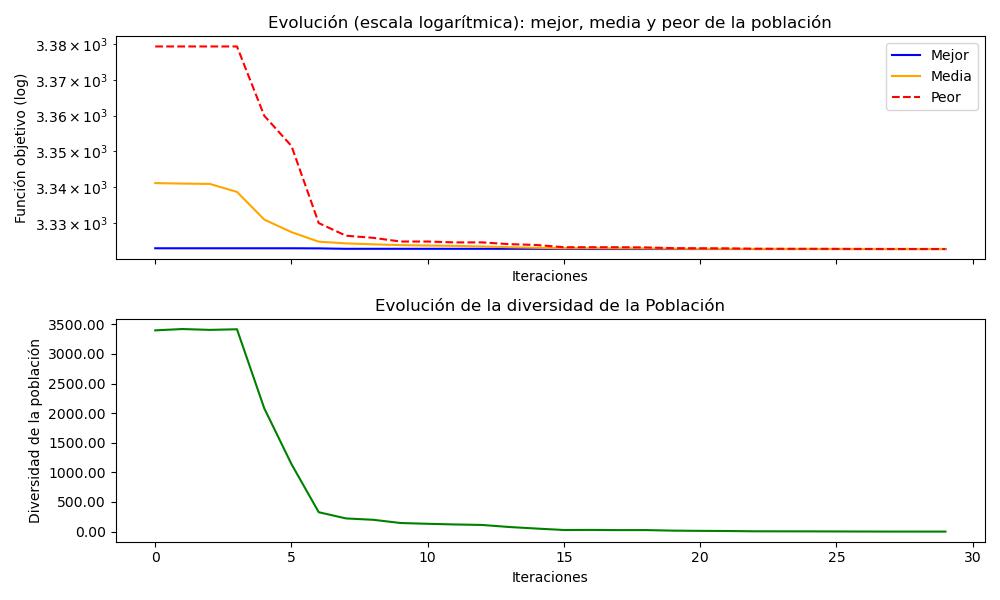 Evolución (escala logarítmica): mejor, media y peor de la población
Función objetivo (log)
3.38 × 10³
3.37 × 10³
3.36 × 10³
3.35 × 10³
3.34 × 10³
3.33 × 10³
Mejor
Media
Peor
Iteraciones
Evolución de la diversidad de la Población
Diversidad de la población
3500.00
3000.00
2500.00
2000.00
1500.00
1000.00
500.00
0.00
0 5 10 15 20 25 30
Iteraciones